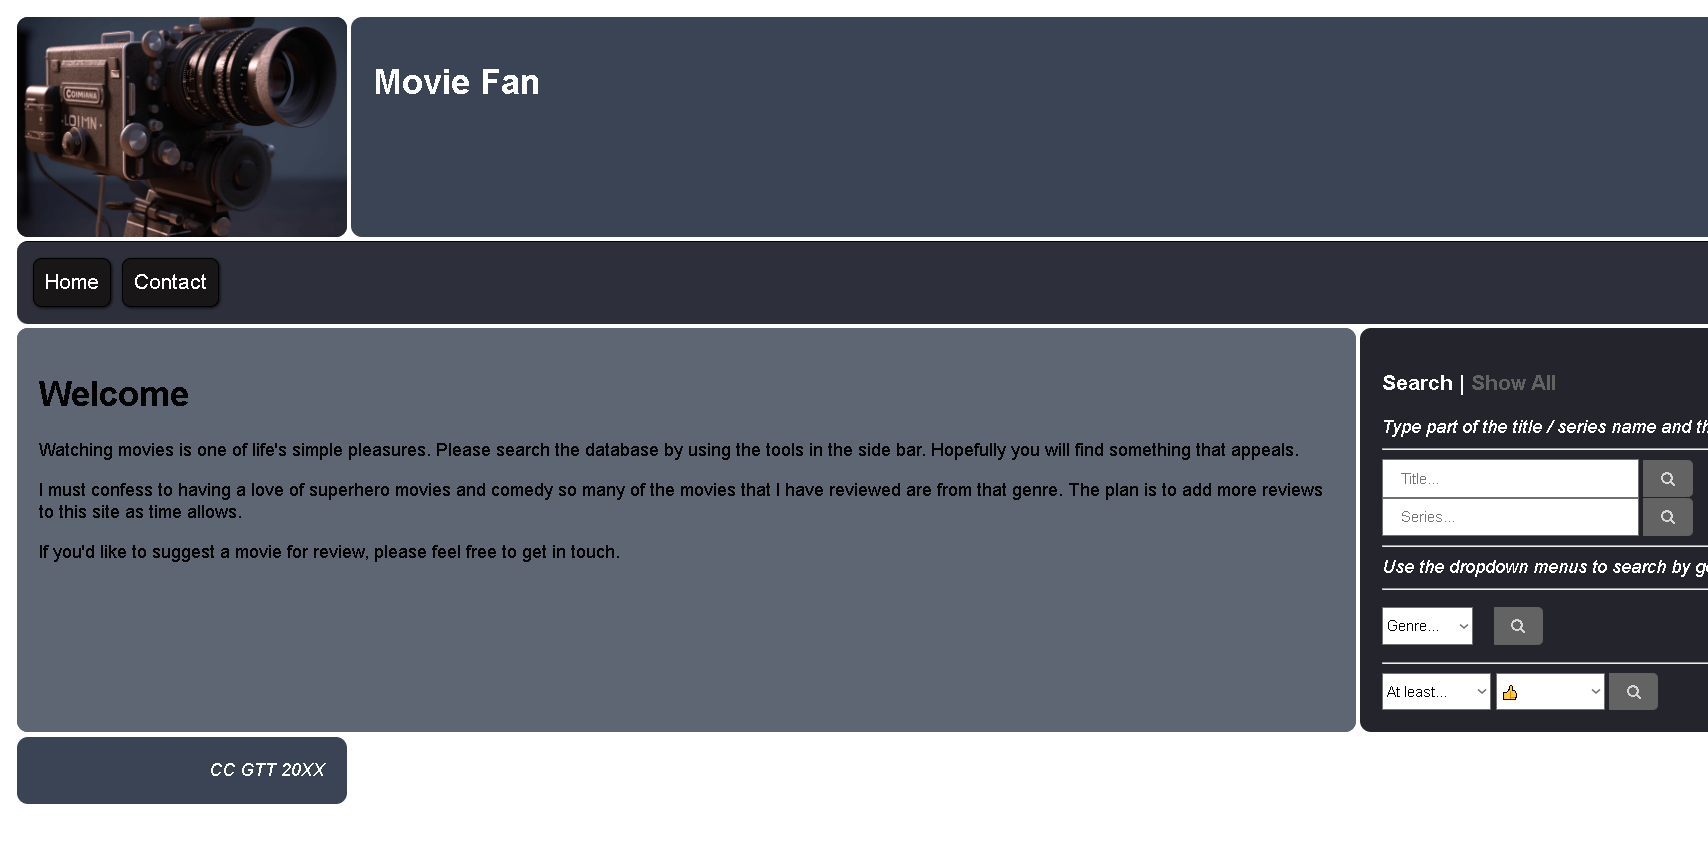 COIMIANA
LOIMN
Movie Fan
Home
Contact
Welcome
Watching movies is one of life's simple pleasures. Please search the database by using the tools in the side bar. Hopefully you will find something that appeals.
I must confess to having a love of superhero movies and comedy so many of the movies that I have reviewed are from that genre. The plan is to add more reviews
to this site as time allows.
If you'd like to suggest a movie for review, please feel free to get in touch.
Search | Show All
Type part of the title / series name and
Title...
Series...
Use the dropdown menus to search by
Genre...
At least... 👍
CC GTT 20XX